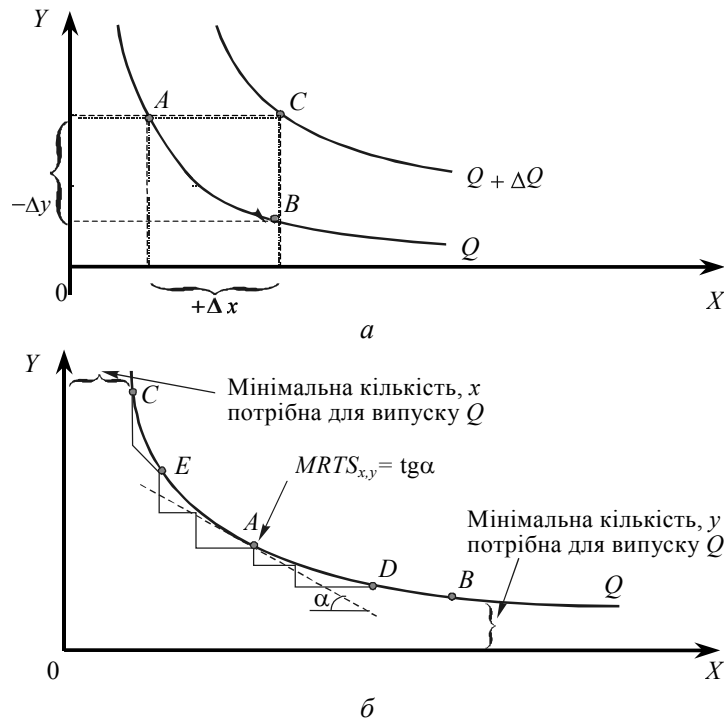 Y
A
C
Q + ΔQ
−Δy
B
Q
0
+Δ x
X
а
Y
C
Мінімальна кількість, x
потрібна для випуску Q
E
MRTSx,y= tgα
A
Мінімальна кількість, y
потрібна для випуску Q
D
B
Q
α
0
X
б